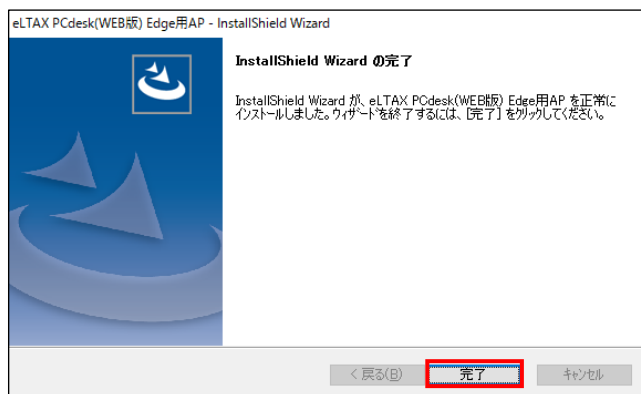 eLTAX PCdesk(WEB版) Edge用AP - InstallShield Wizard
InstallShield Wizard の完了
InstallShield Wizard が、eLTAX PCdesk(WEB版) Edge用AP を正常に
インストールしました。ウィザードを終了するには、[完了] をクリックしてください。
< 戻る(B)
完了
キャンセル